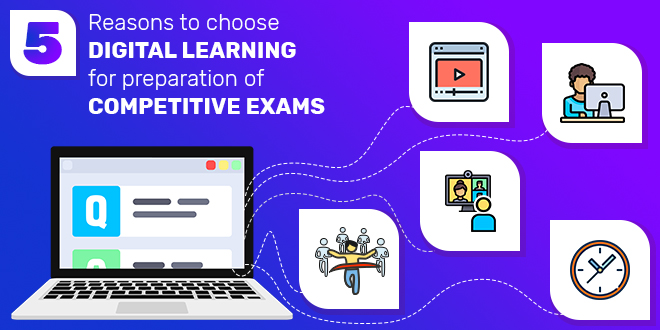 5
Reasons to choose
DIGITAL LEARNING
for preparation of
COMPETITIVE EXAMS
Q
Q